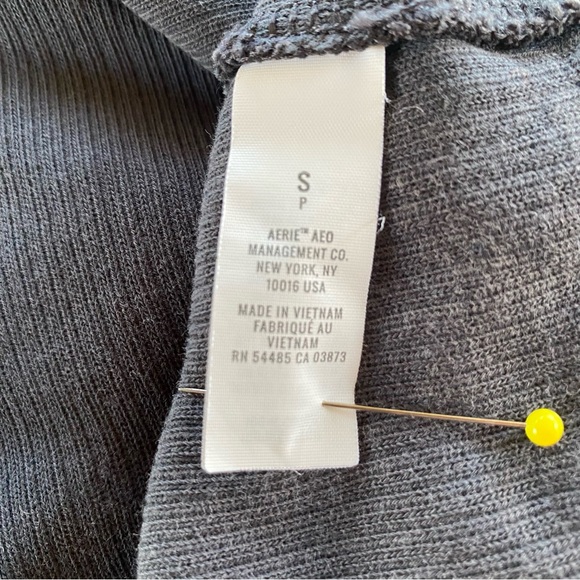 S
P
AERIE™ AEO
MANAGEMENT CO.
NEW YORK, NY
10016 USA
MADE IN VIETNAM
FABRIQUÉ AU
VIETNAM
RN 54485 CA 03873